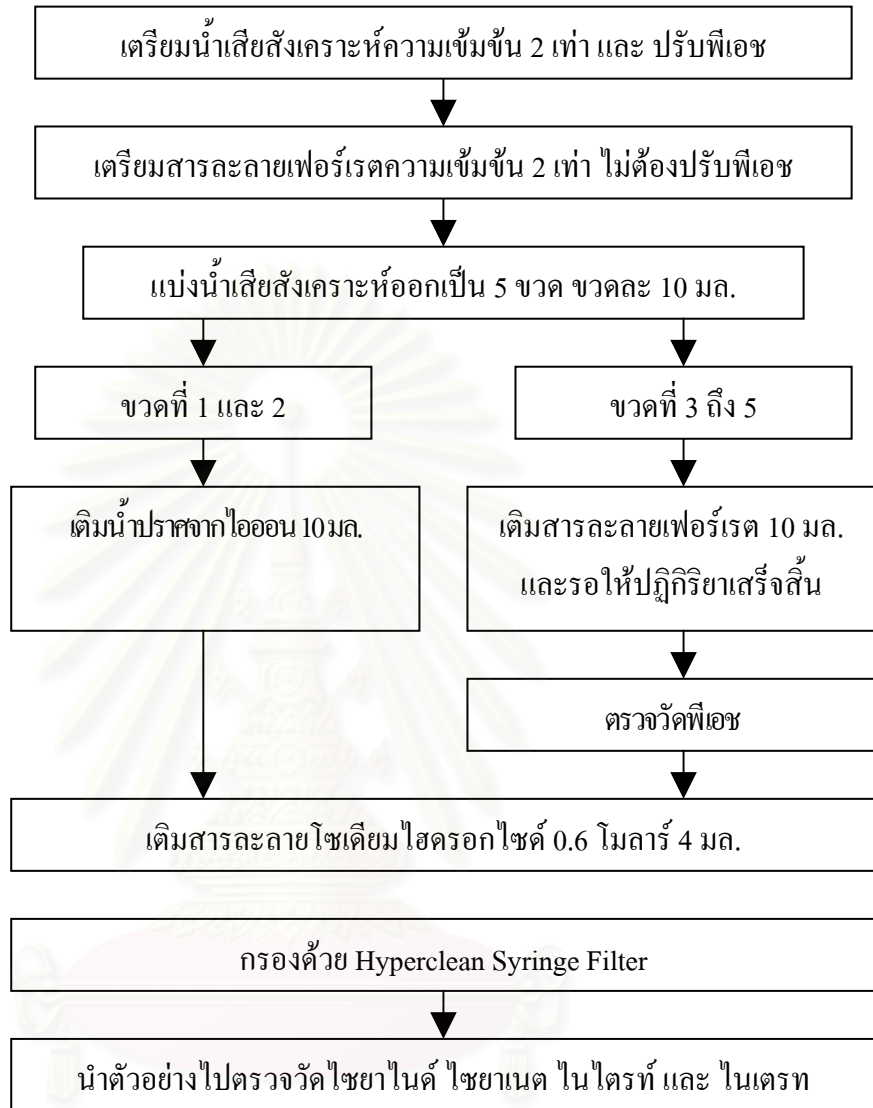 เตรียมน้ำเสียสังเคราะห์ความเข้มข้น 2 เท่า และ ปรับพีเอช
เตรียมสารละลายเฟอร์เรตความเข้มข้น 2 เท่า ไม่ต้องปรับพีเอช
แบ่งน้ำเสียสังเคราะห์ออกเป็น 5 ขวด ขวดละ 10 มล.
ขวดที่ 1 และ 2
ขวดที่ 3 ถึง 5
เติมน้ำปราศจากไอออน 10 มล.
เติมสารละลายเฟอร์เรต 10 มล.
และรอให้ปฏิกิริยาเสร็จสิ้น
ตรวจวัดพีเอช
เติมสารละลายโซเดียมไฮดรอกไซด์ 0.6 โมลาร์ 4 มล.
กรองด้วย Hyperclean Syringe Filter
นำตัวอย่างไปตรวจวัดไซยาไนด์ ไซยาเนต ไนไตรท์ และ ไนเตรท